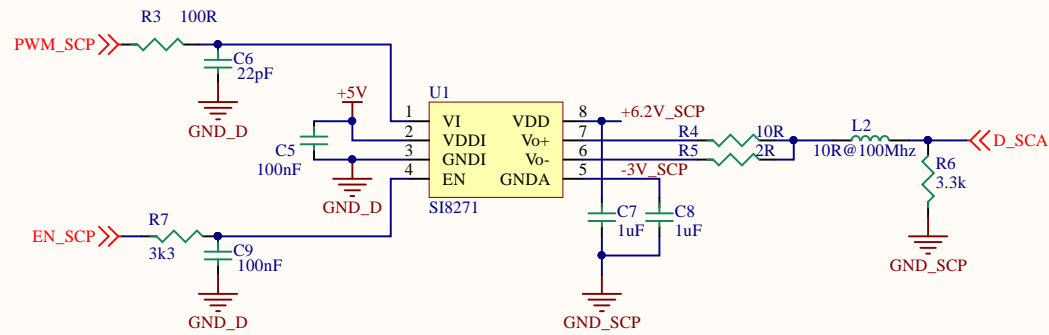 R3 100R
PWM_SCP
C6
22pF
GND_D
+5V
C5
100nF
GND_D
U1
1 VI VDD 8 +6.2V_SCP
2 VDDI Vo+ 7 R4 10R
3 GNDI Vo- 6 R5 2R
4 EN GNDA 5 -3V_SCP
SI8271
L2
10R@100Mhz
D_SCA
R6
3.3k
GND_SCP
C7
1uF
C8
1uF
GND_SCP
R7
EN_SCP
3k3
C9
100nF
GND_D